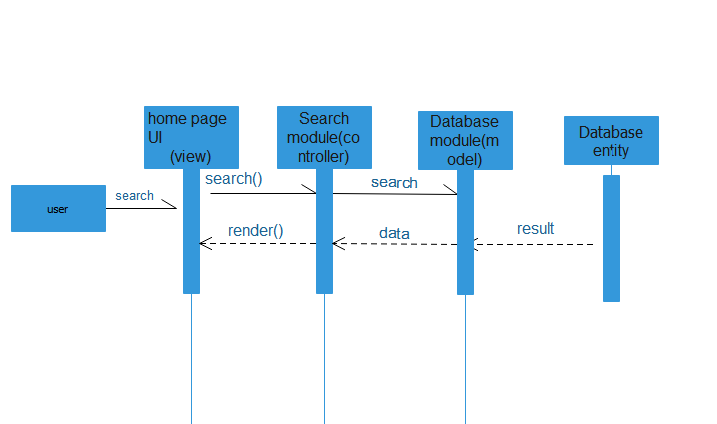 home page
UI
(view)
Search
module(co
ntroller)
Database
module(m
odel)
Database
entity
user
search
search()
search
render()
data
result